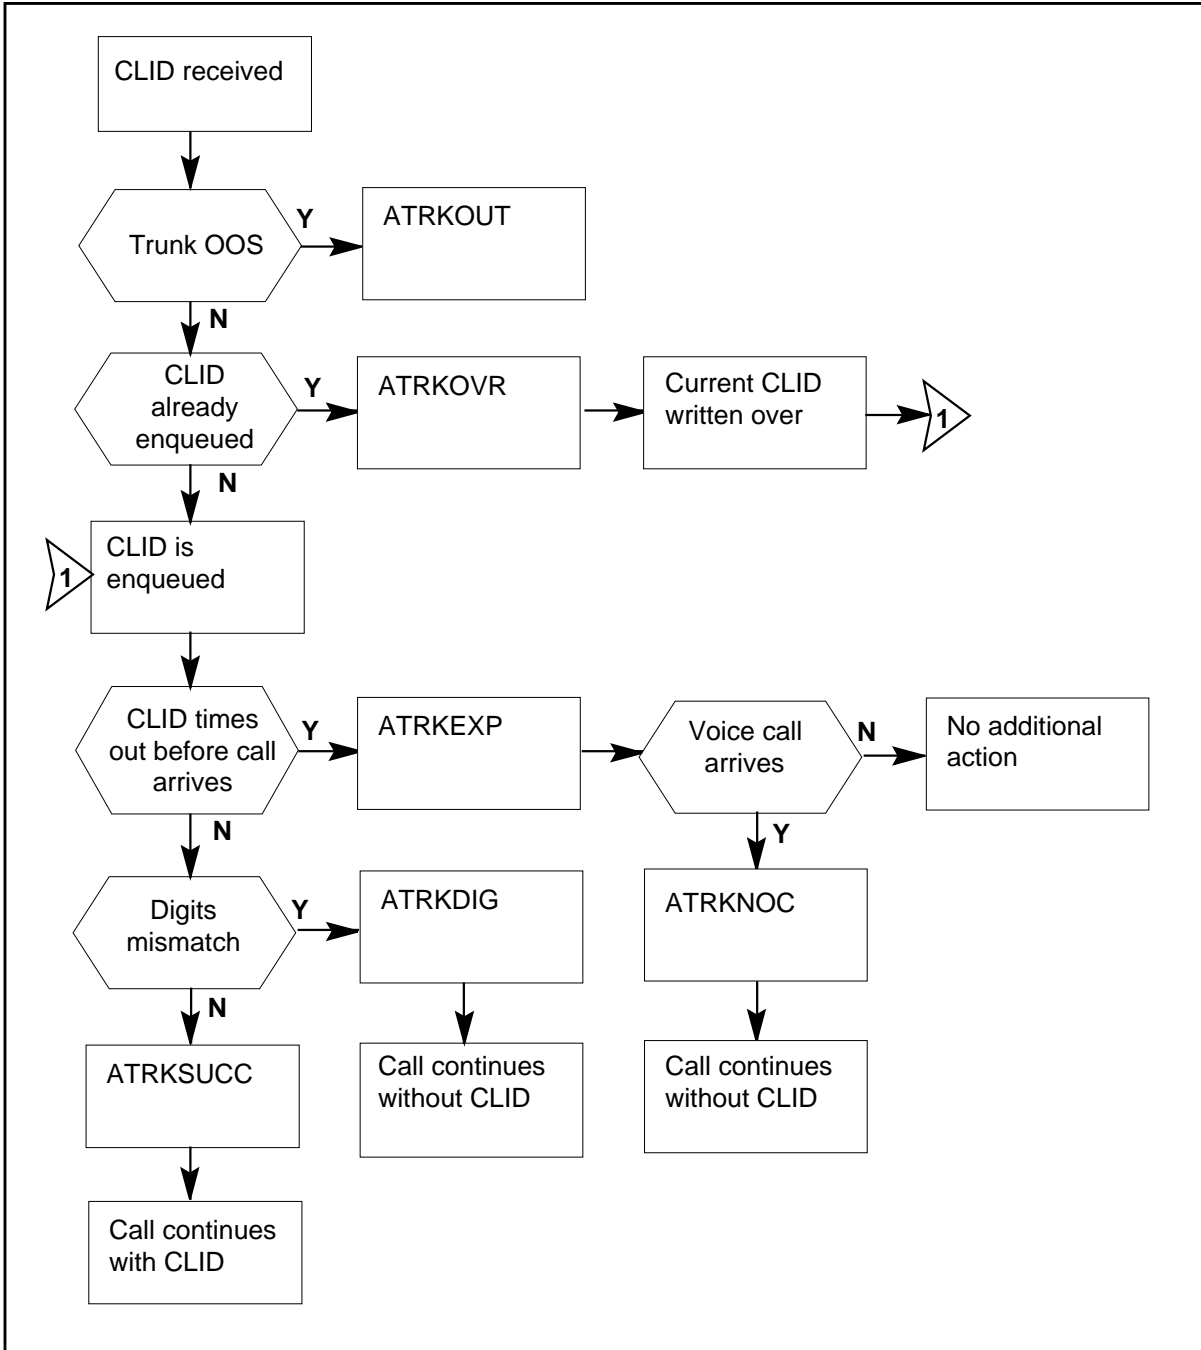 CLID received
Trunk OOS
Y
ATRKOUT
N
CLID
already
enqueued
Y
ATRKOVR
Current CLID
written over
1
N
1
CLID is
enqueued
CLID times
out before call
arrives
Y
ATRKEXP
Voice call
arrives
N
No additional
action
N
Y
Digits
mismatch
Y
ATRKDIG
ATRKNOC
N
ATRKSUCC
Call continues
without CLID
Call continues
without CLID
Call continues
with CLID